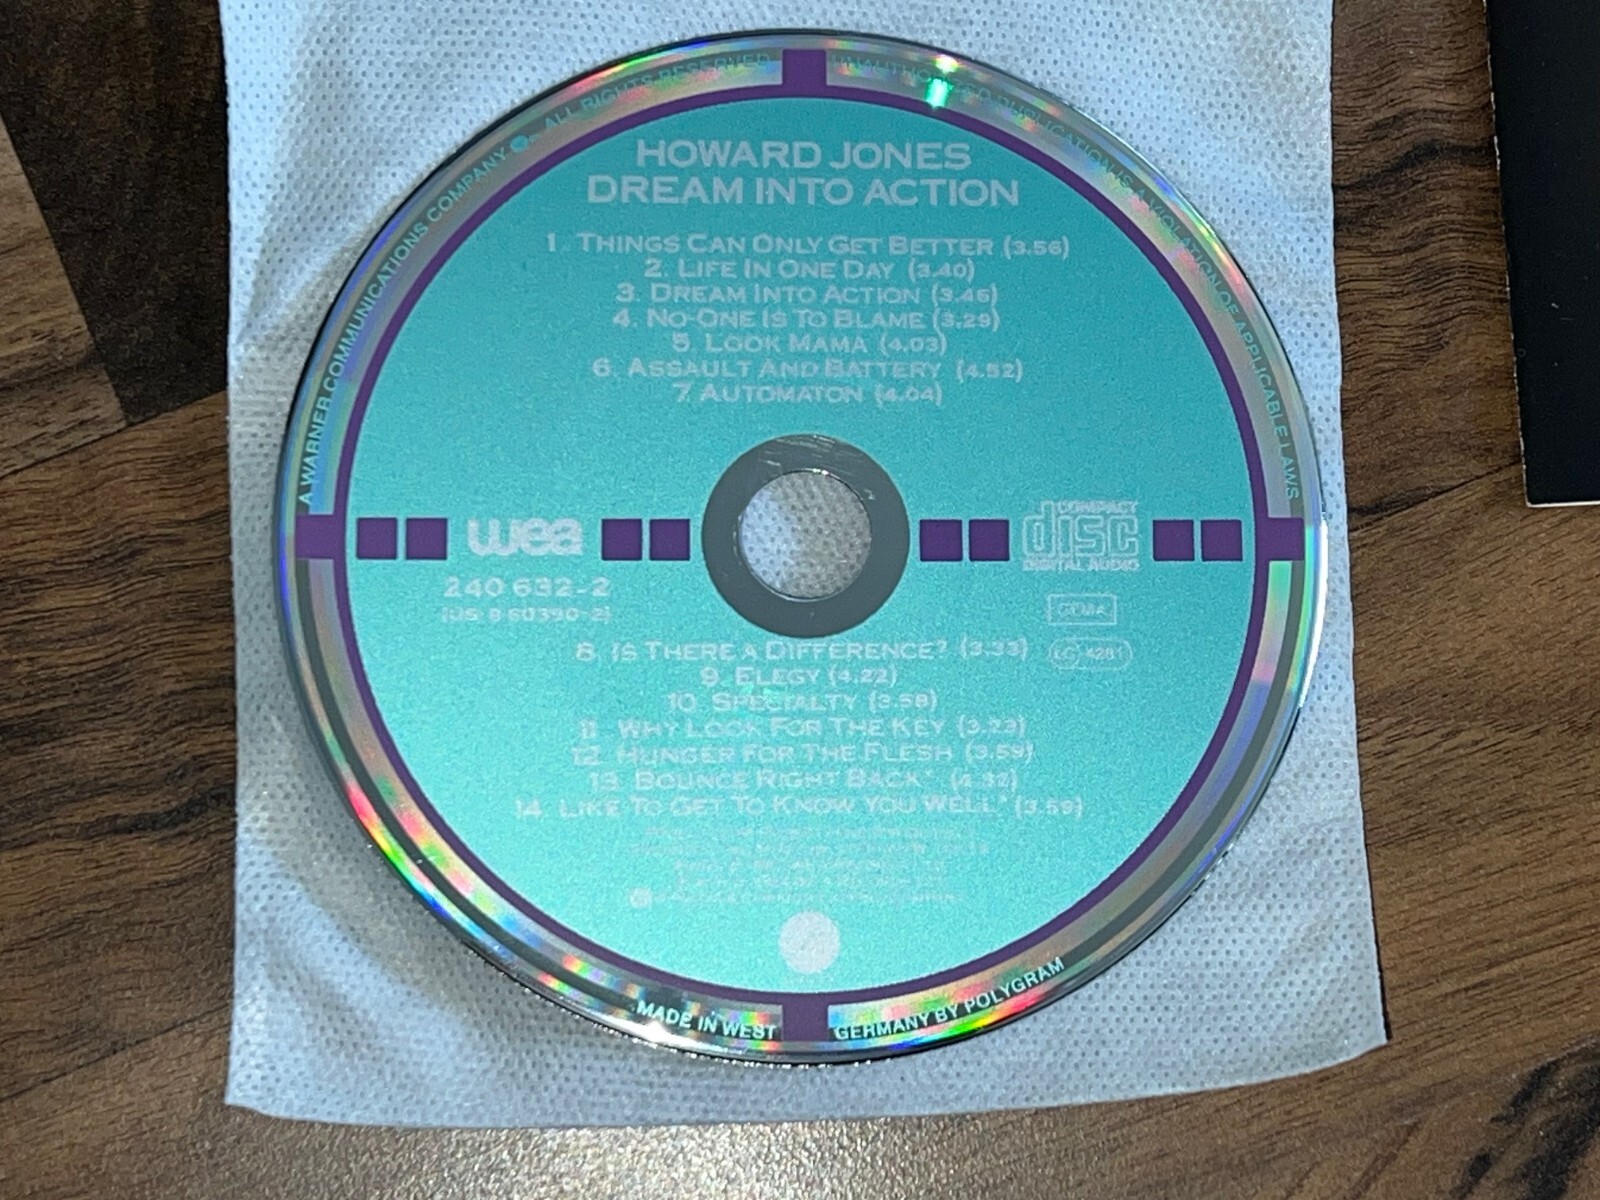 A WARNER COMMUNICATIONS COMPANY ALL RIGHTS RESERVED UNAUTHORIZED DUPLICATION IS A VIOLATION OF APPLICABLE LAWS
HOWARD JONES
DREAM INTO ACTION
1. THINGS CAN ONLY GET BETTER (3.56)
2. LIFE IN ONE DAY (3.40)
3. DREAM INTO ACTION (3.45)
4. NO-ONE IS TO BLAME (3.29)
5 LOOK MAMA (4.03)
6. ASSAULT AND BATTERY (4.52)
7. AUTOMATON (4.04)
wea
COMPACT
disc
DIGITAL AUDIO
240 632-2
(US: 9 60390-2)
GEMA
LC 4281
8. IS THERE A DIFFERENCE? (3.33)
9. ELEGY (4.22)
10. SPECIALTY (3.58)
11. WHY LOOK FOR THE KEY (3.23)
12. HUNGER FOR THE FLESH (3.59)
13. BOUNCE RIGHT BACK* (4.32)
14. LIKE TO GET TO KNOW YOU WELL* (3.59)
MADE IN WEST GERMANY BY POLYGRAM